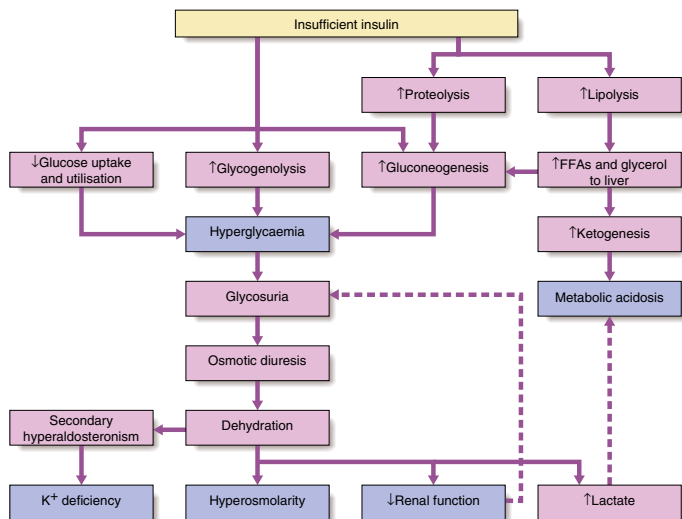 Insufficient insulin
↑Proteolysis
↑Lipolysis
↓Glucose uptake
and utilisation
↑Glycogenolysis
↑Gluconeogenesis
↑FFAs and glycerol
to liver
Hyperglycaemia
↑Ketogenesis
Glycosuria
Metabolic acidosis
Osmotic diuresis
Secondary
hyperaldosteronism
Dehydration
K⁺ deficiency
Hyperosmolarity
↓Renal function
↑Lactate